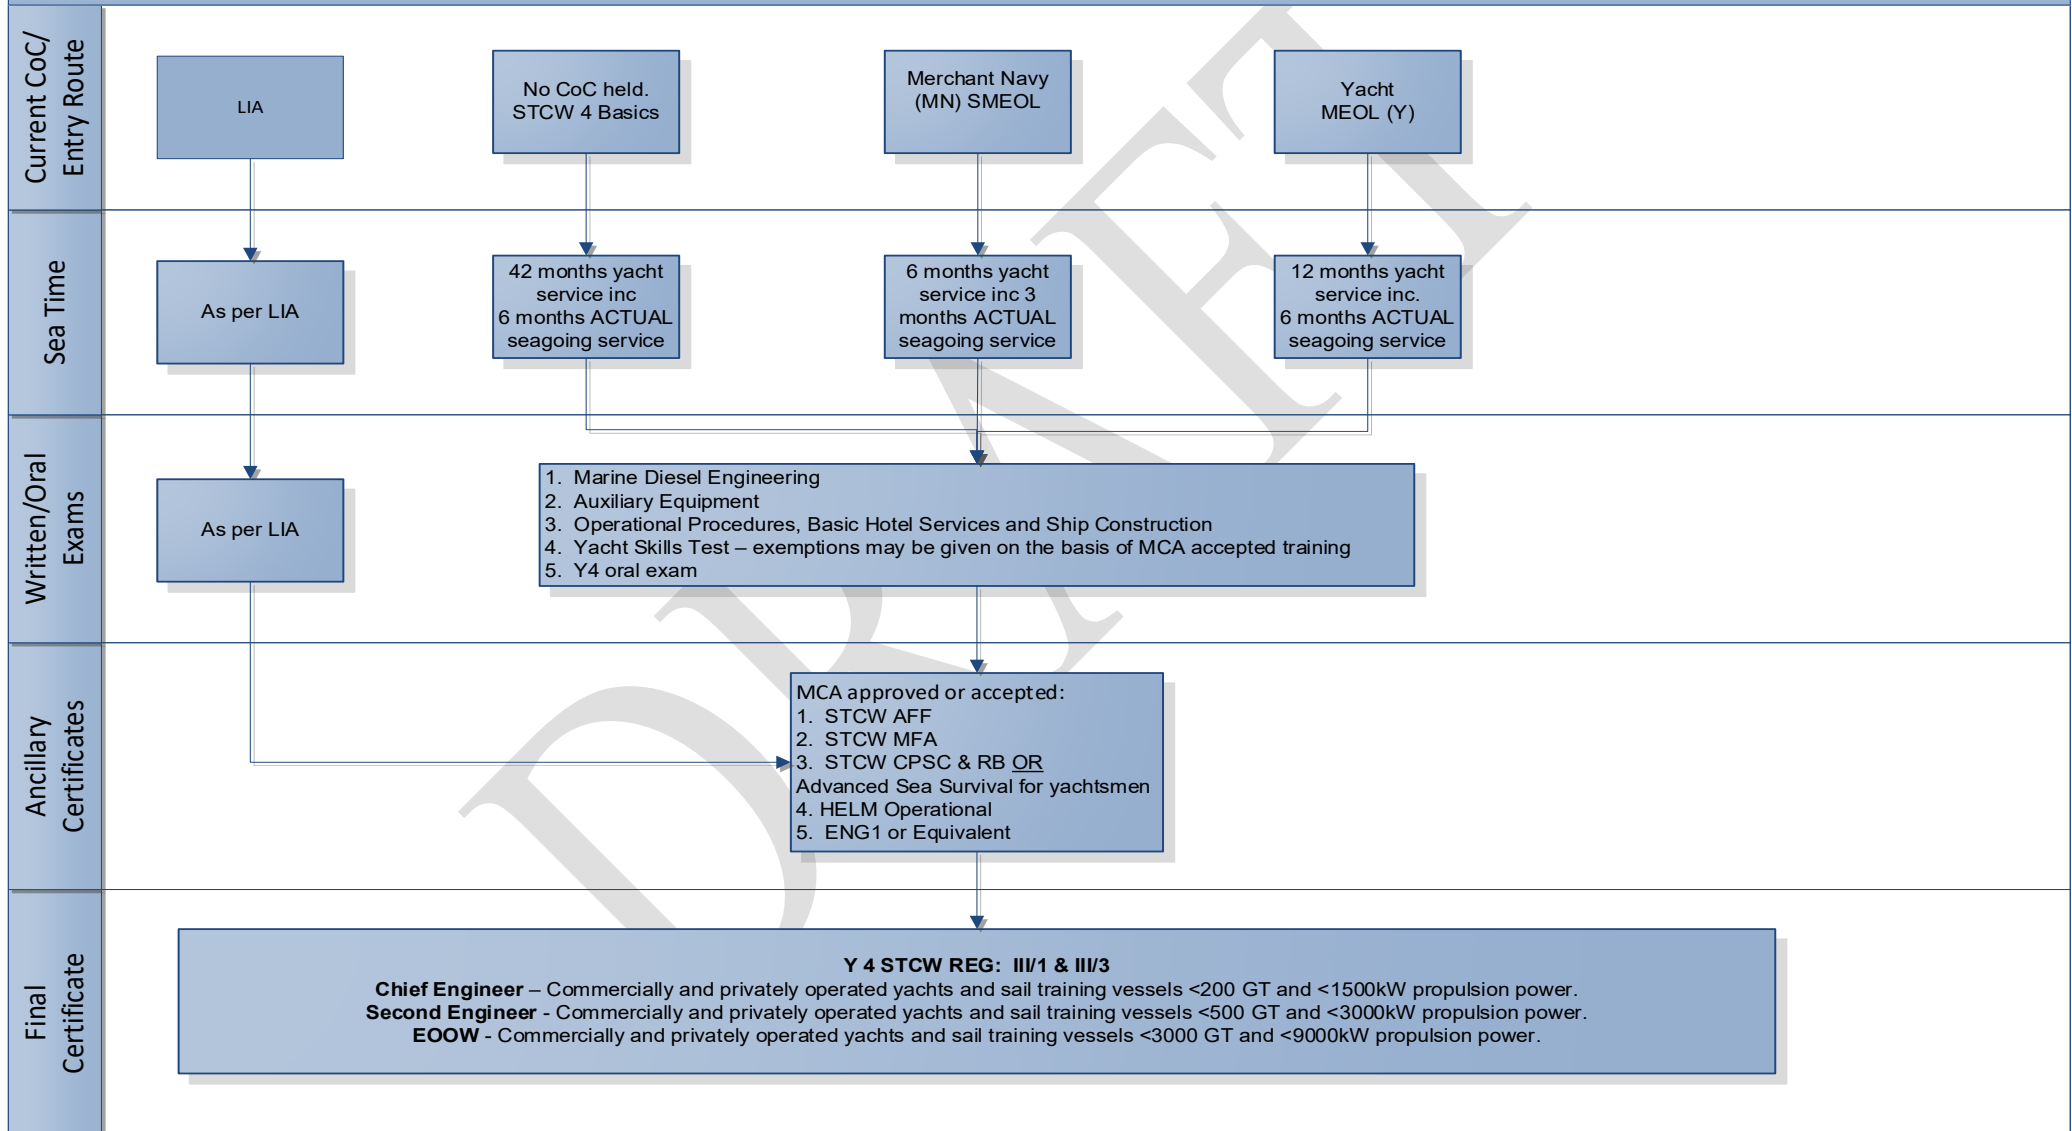 Current CoC/
Entry Route
LIA
No CoC held.
STCW 4 Basics
Merchant Navy
(MN) SMEOL
Yacht
MEOL (Y)
Sea Time
As per LIA
42 months yacht
service inc
6 months ACTUAL
seagoing service
6 months yacht
service inc 3
months ACTUAL
seagoing service
12 months yacht
service inc.
6 months ACTUAL
seagoing service
Written/Oral
Exams
As per LIA
1. Marine Diesel Engineering
2. Auxiliary Equipment
3. Operational Procedures, Basic Hotel Services and Ship Construction
4. Yacht Skills Test – exemptions may be given on the basis of MCA accepted training
5. Y4 oral exam
Ancillary
Certificates
MCA approved or accepted:
1. STCW AFF
2. STCW MFA
3. STCW CPSC & RB OR
Advanced Sea Survival for yachtsmen
4. HELM Operational
5. ENG1 or Equivalent
Final
Certificate
Y 4 STCW REG: III/1 & III/3
Chief Engineer – Commercially and privately operated yachts and sail training vessels <200 GT and <1500kW propulsion power.
Second Engineer - Commercially and privately operated yachts and sail training vessels <500 GT and <3000kW propulsion power.
EOOW - Commercially and privately operated yachts and sail training vessels <3000 GT and <9000kW propulsion power.
DRAFT